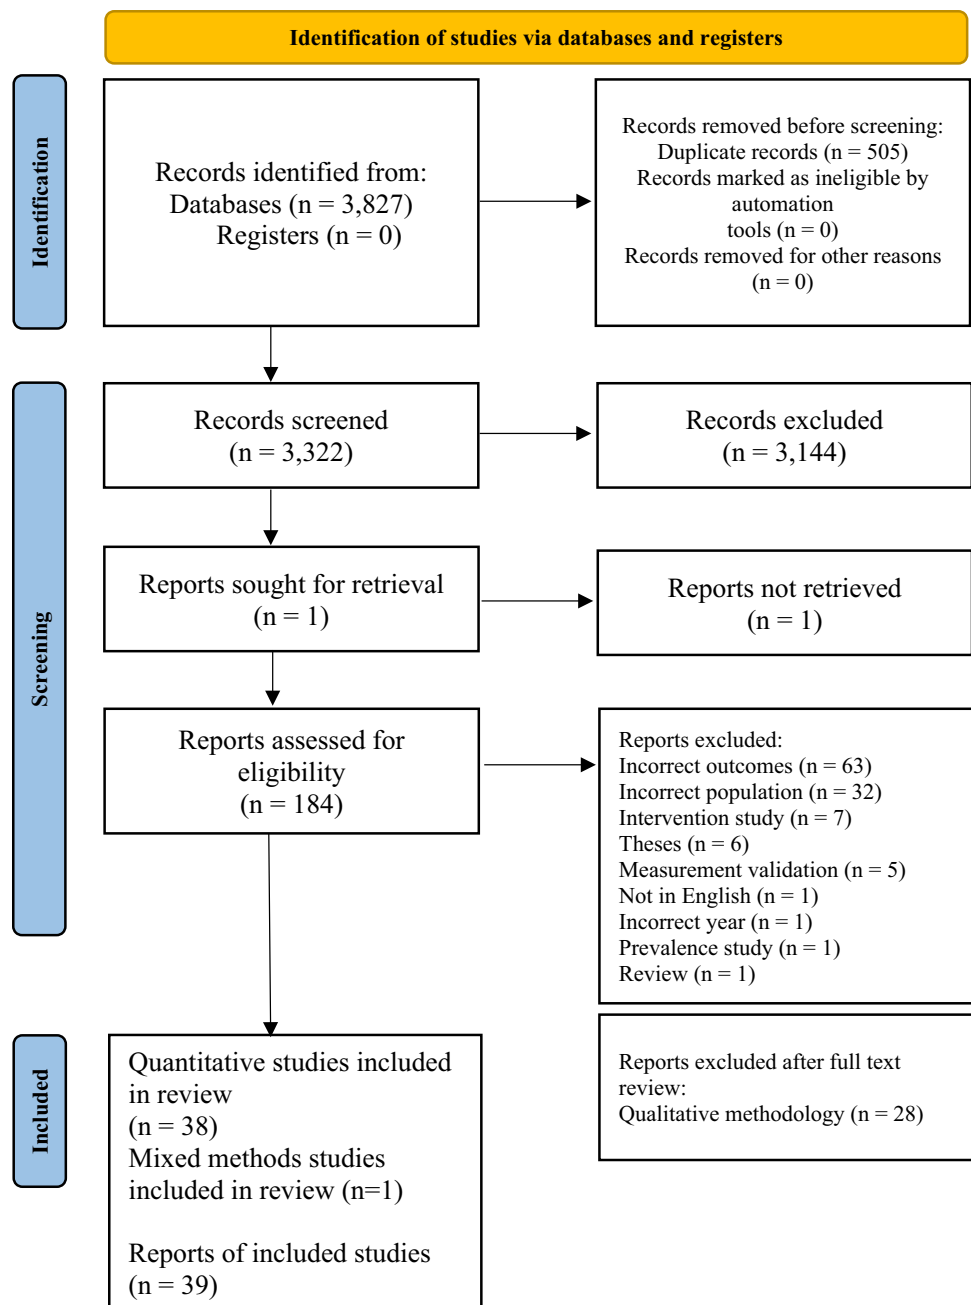 Identification of studies via databases and registers
Identification
Records identified from:
Databases (n = 3,827)
Registers (n = 0)
Records removed before screening:
Duplicate records (n = 505)
Records marked as ineligible by
automation
tools (n = 0)
Records removed for other reasons
(n = 0)
Screening
Records screened
(n = 3,322)
Records excluded
(n = 3,144)
Reports sought for retrieval
(n = 1)
Reports not retrieved
(n = 1)
Reports assessed for
eligibility
(n = 184)
Reports excluded:
Incorrect outcomes (n = 63)
Incorrect population (n = 32)
Intervention study (n = 7)
Theses (n = 6)
Measurement validation (n = 5)
Not in English (n = 1)
Incorrect year (n = 1)
Prevalence study (n = 1)
Review (n = 1)
Included
Quantitative studies included
in review
(n = 38)
Mixed methods studies
included in review (n=1)
Reports of included studies
(n = 39)
Reports excluded after full text
review:
Qualitative methodology (n = 28)